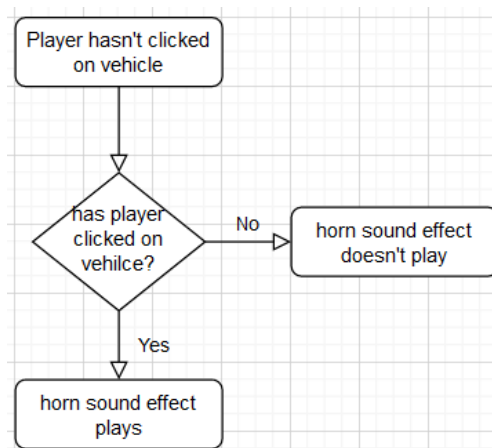 Player hasn't clicked
on vehicle
has player
clicked on
vehilce?
No
horn sound effect
doesn't play
Yes
horn sound effect
plays